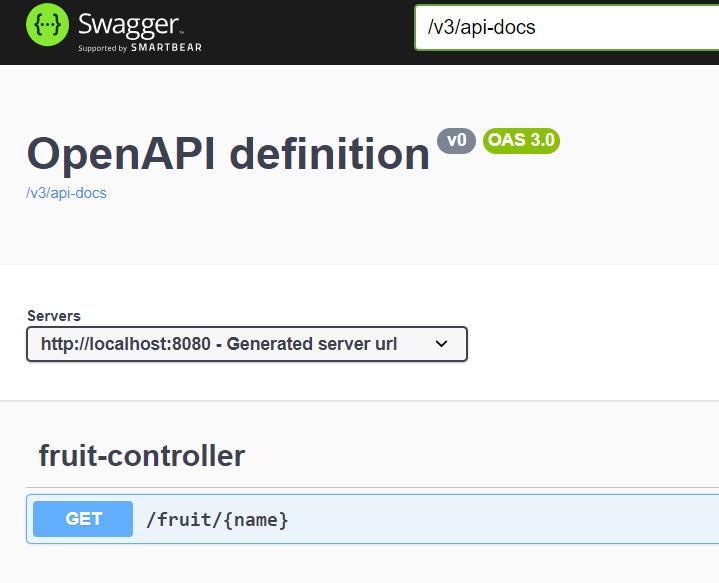 {···} Swagger™
Supported by SMARTBEAR
/v3/api-docs
OpenAPI definition v0 OAS 3.0
/v3/api-docs
Servers
http://localhost:8080 - Generated server url
fruit-controller
GET /fruit/{name}